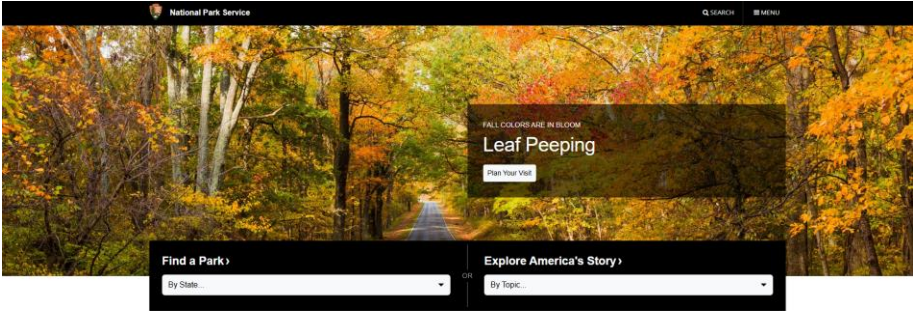 National Park Service
SEARCH
MENU
FALL COLORS ARE IN BLOOM
Leaf Peeping
Plan Your Visit
Find a Park›
Explore America's Story›
OR
By State...
By Topic...